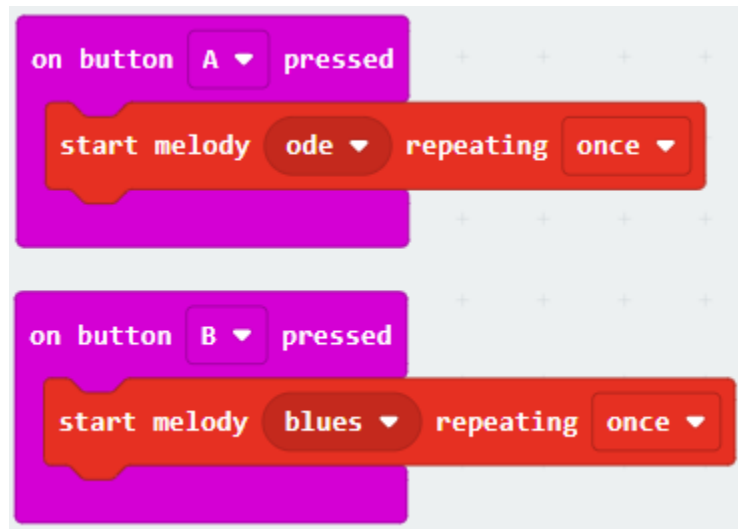 on button A pressed
start melody ode repeating once
on button B pressed
start melody blues repeating once